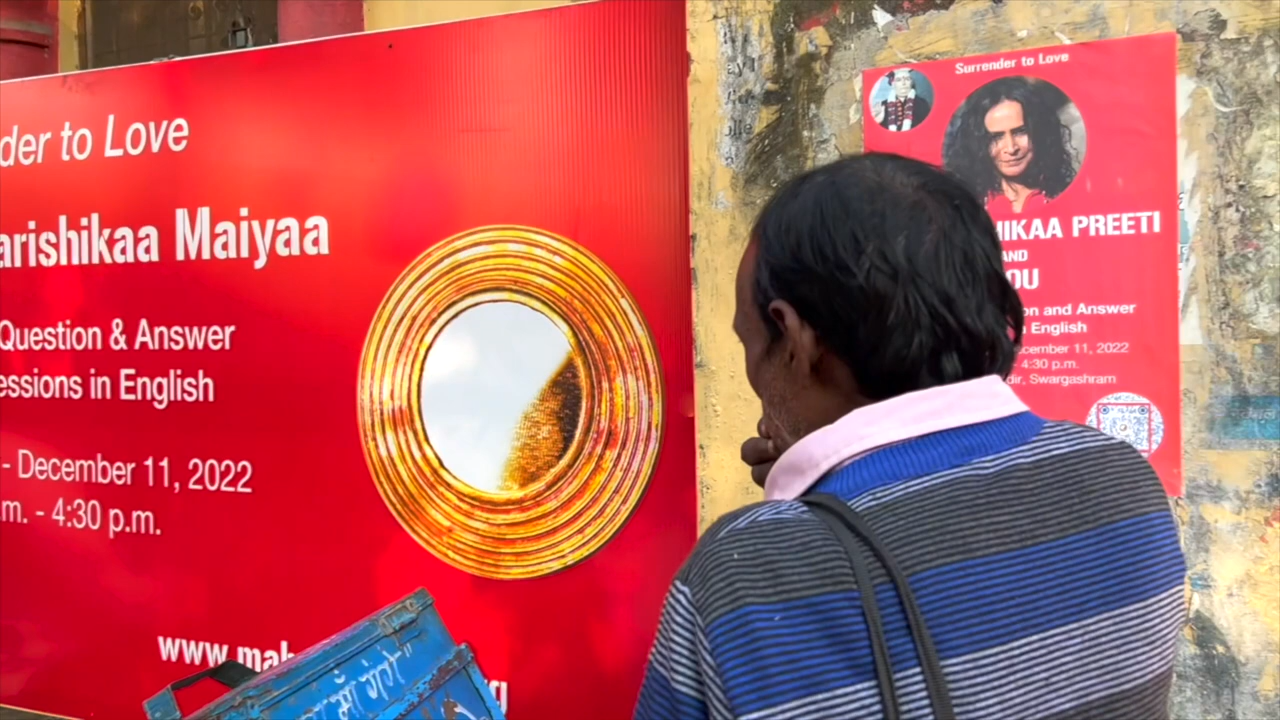 der to Love
arishikaa Maiyaa
Question & Answer
essions in English
- December 11, 2022
.m. - 4:30 p.m.
www.mah
Surrender to Love
HIKAA PREETI
AND
OU
on and Answer
English
cember 11, 2022
4:30 p.m.
dir, Swargashram